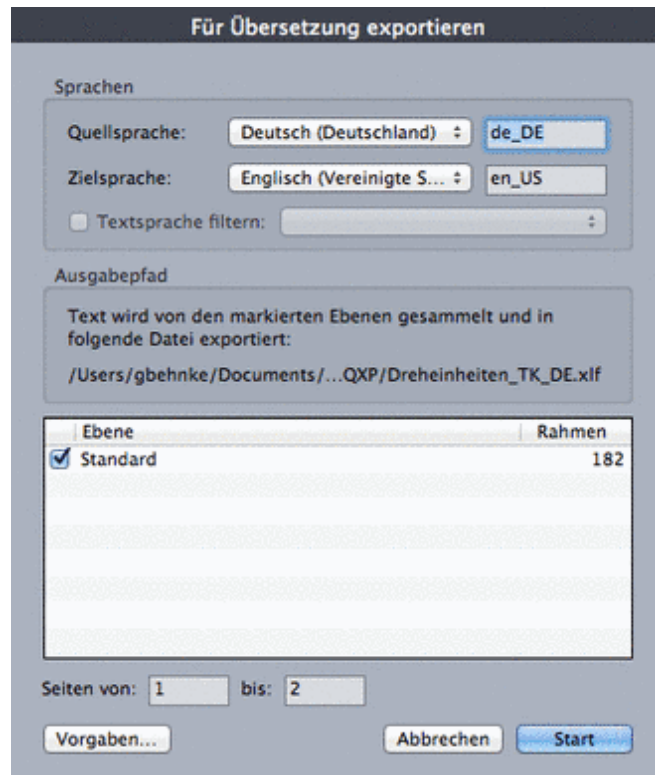 Für Übersetzung exportieren
Sprachen
Quellsprache: Deutsch (Deutschland) de_DE
Zielsprache: Englisch (Vereinigte S... en_US
Textsprache filtern:
Ausgabepfad
Text wird von den markierten Ebenen gesammelt und in
folgende Datei exportiert:
/Users/gbehnke/Documents/...QXP/Dreheinheiten_TK_DE.xlf
Ebene Rahmen
Standard 182
Seiten von: 1 bis: 2
Vorgaben... Abbrechen Start